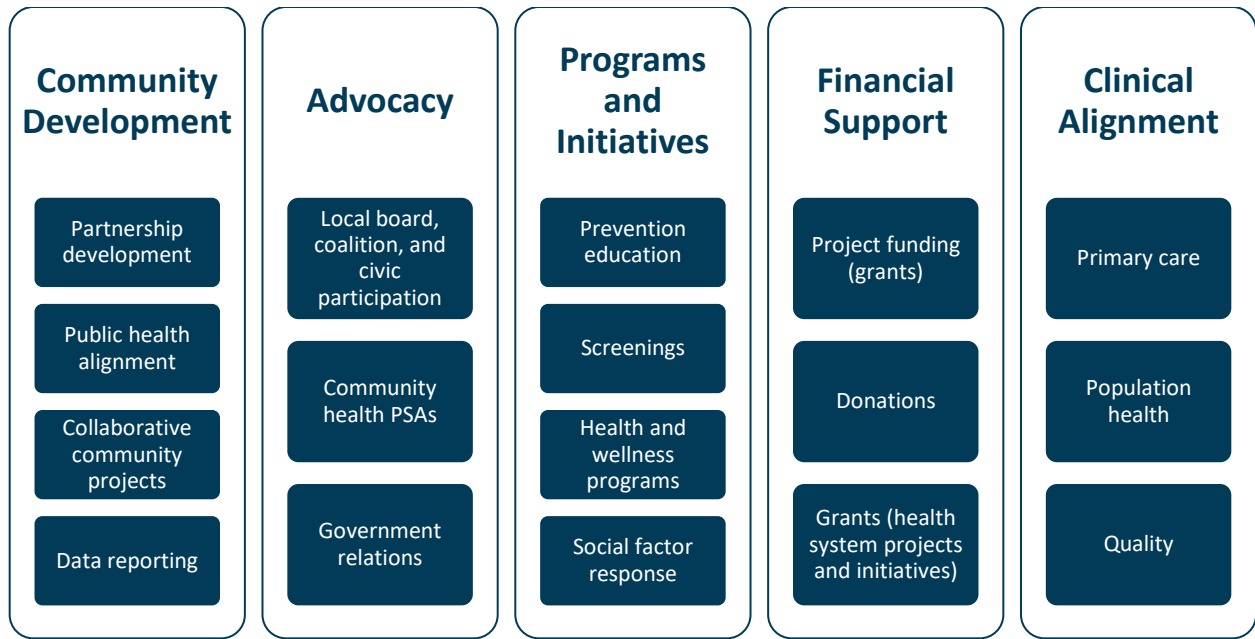 Community
Development
Partnership
development
Public health
alignment
Collaborative
community
projects
Data reporting
Advocacy
Local board,
coalition, and
civic
participation
Community
health PSAs
Government
relations
Programs
and
Initiatives
Prevention
education
Screenings
Health and
wellness
programs
Social factor
response
Financial
Support
Project funding
(grants)
Donations
Grants (health
system projects
and initiatives)
Clinical
Alignment
Primary care
Population
health
Quality